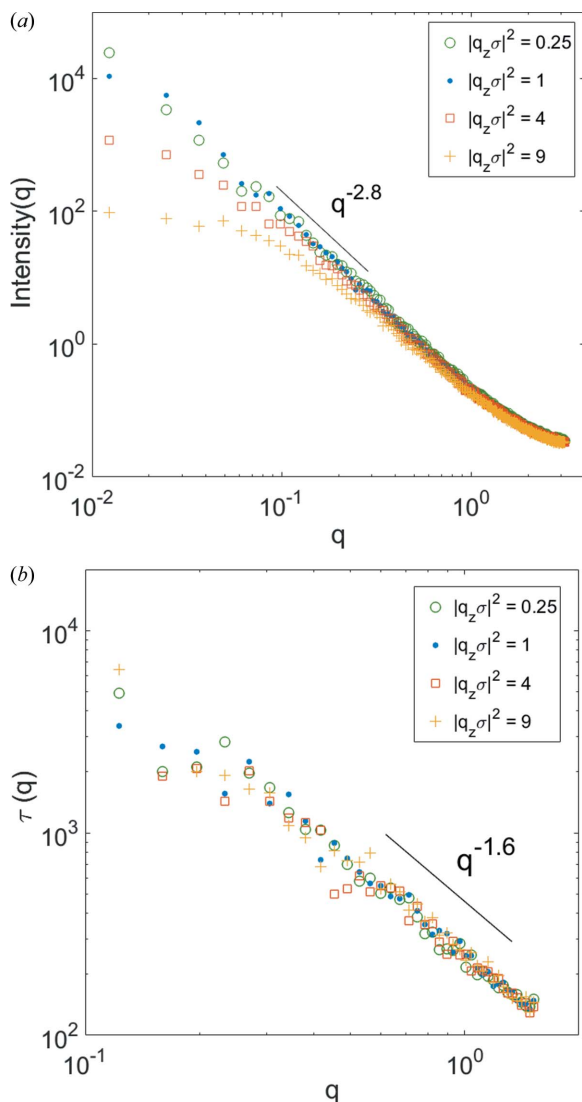 (a)
10^4
10^2
10^0
10^-2
Intensity(q)
|q_zσ|^2 = 0.25
|q_zσ|^2 = 1
|q_zσ|^2 = 4
|q_zσ|^2 = 9
q^-2.8
10^-2
10^-1
10^0
q
(b)
10^4
10^3
10^2
τ (q)
|q_zσ|^2 = 0.25
|q_zσ|^2 = 1
|q_zσ|^2 = 4
|q_zσ|^2 = 9
q^-1.6
10^-1
10^0
q